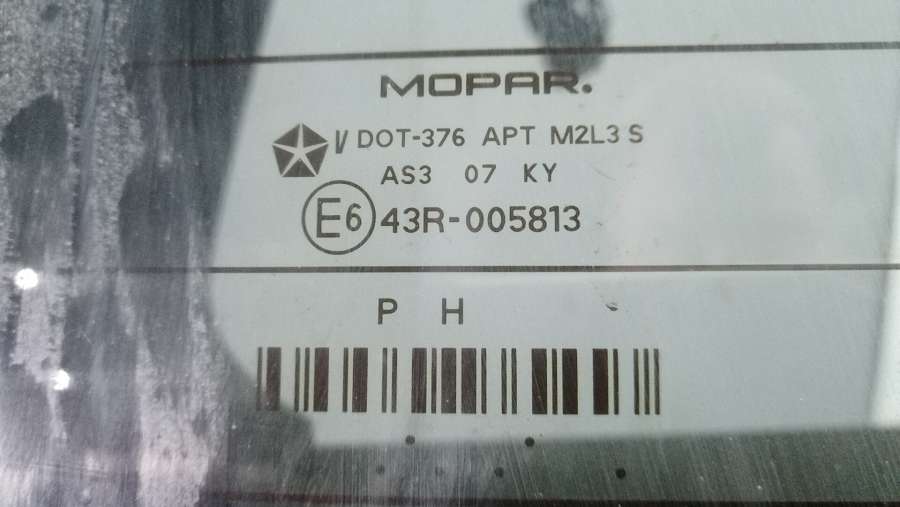 MOPAR.
V DOT-376 APT M2L3 S
AS3 07 KY
E6 43R-005813
P H